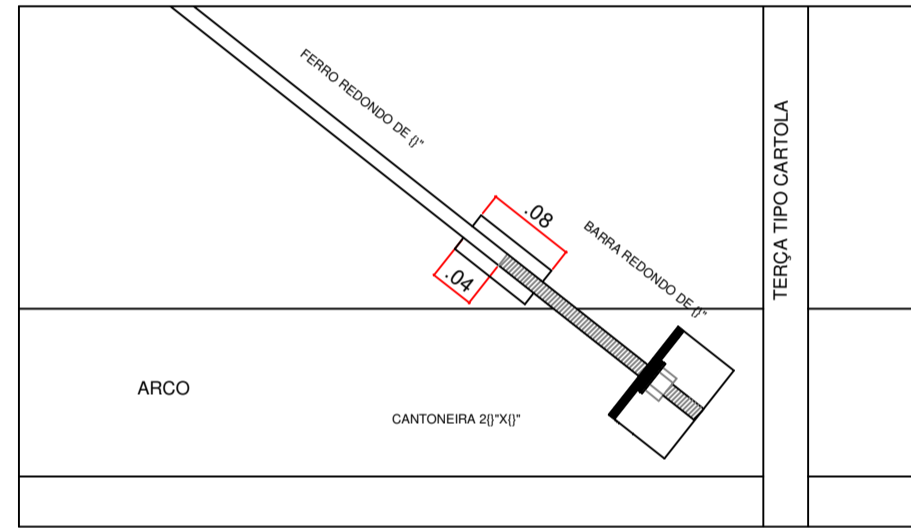 FERRO REDONDO DE {}"
.08
BARRA REDONDO DE {}"
.04
TERÇA TIPO CARTOLA
ARCO
CANTONEIRA 2{}"X{}"